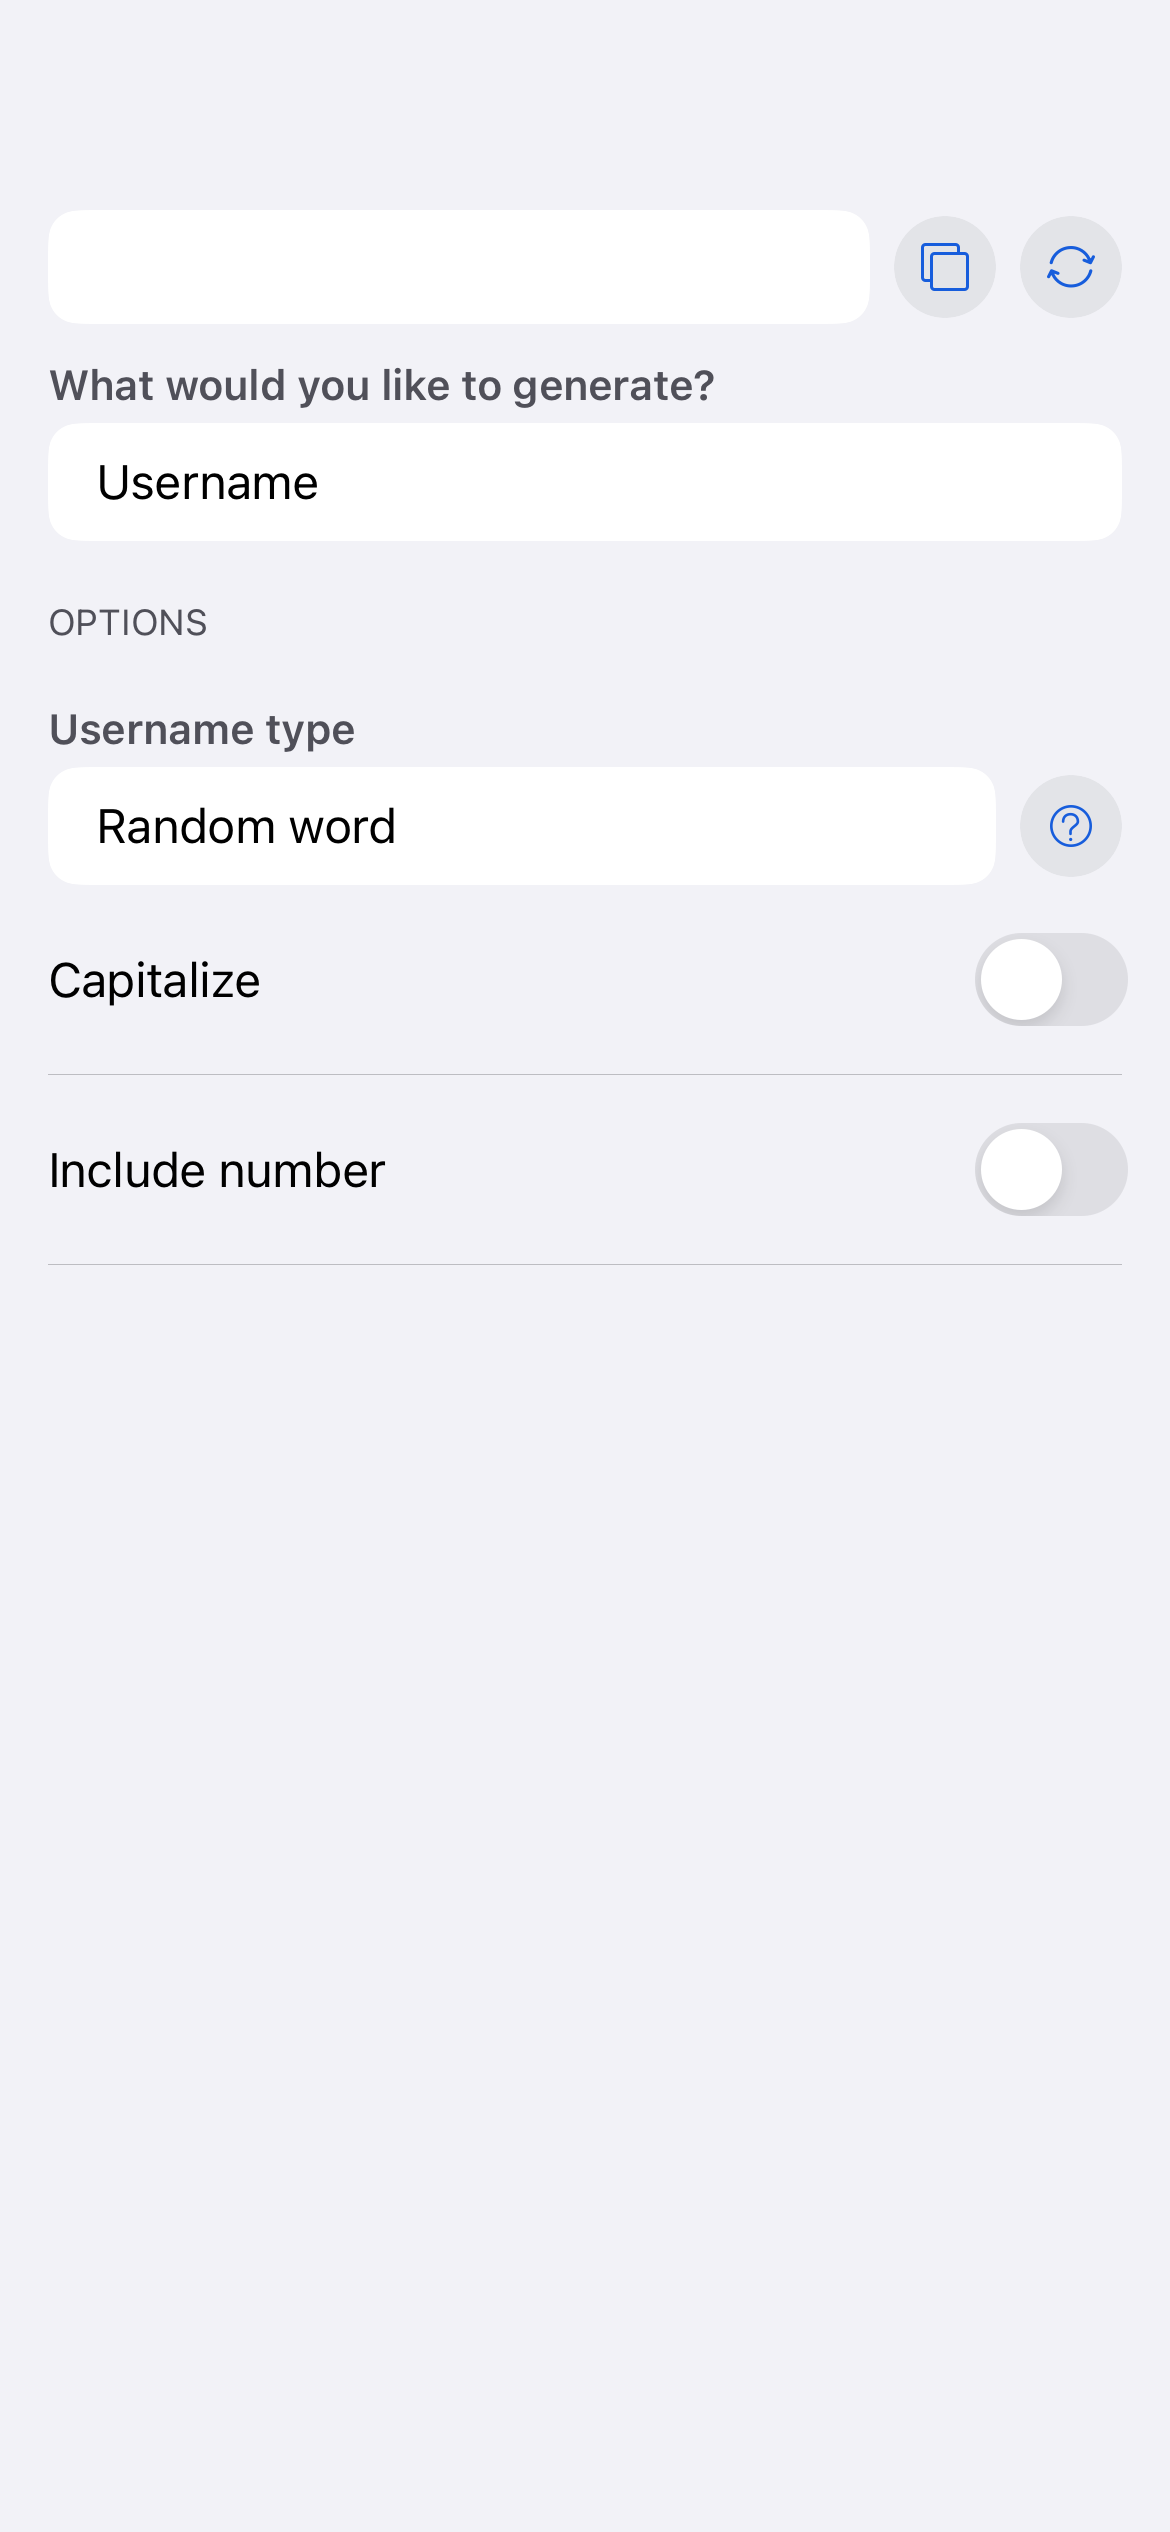 What would you like to generate?
Username
OPTIONS
Username type
Random word
Capitalize
Include number